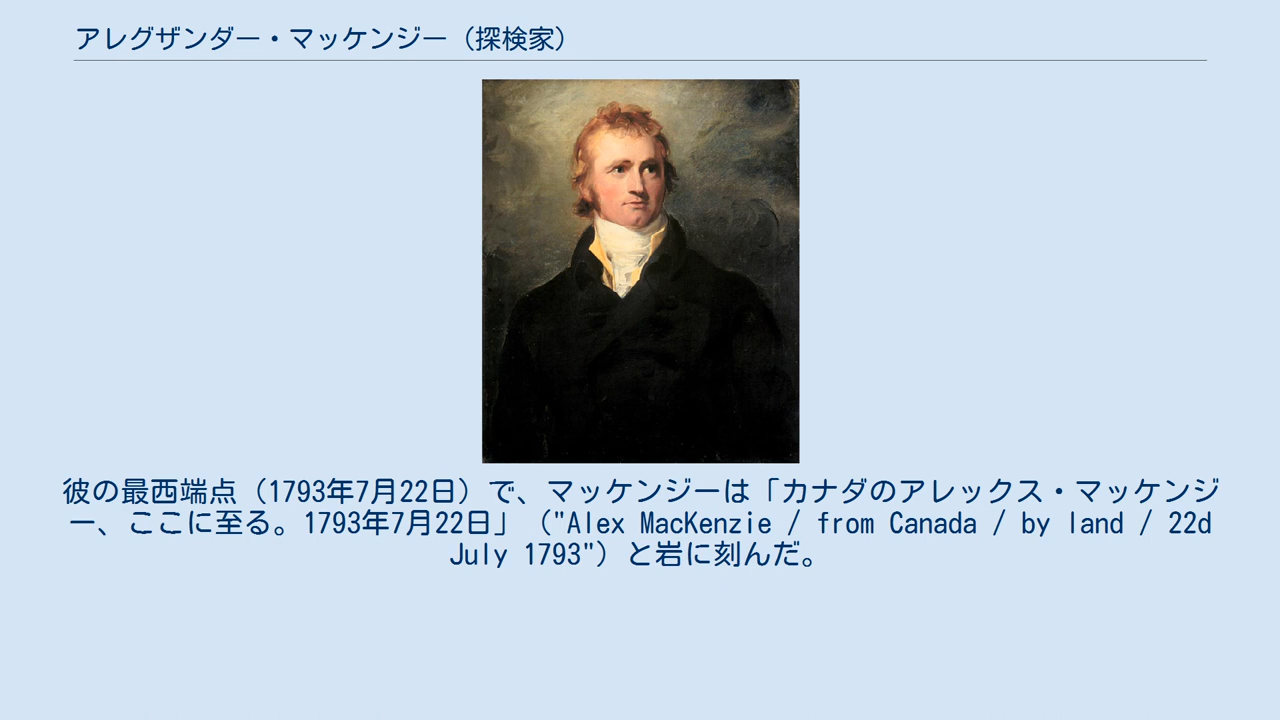 アレグザンダー・マッケンジー（探検家）
彼の最西端点（1793年7月22日）で、マッケンジーは「カナダのアレックス・マッケンジ
ー、ここに至る。1793年7月22日」（"Alex MacKenzie / from Canada / by land / 22d
July 1793"）と岩に刻んだ。